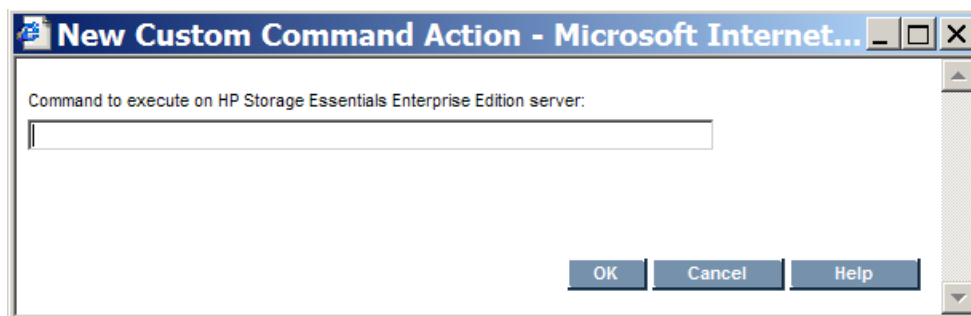 New Custom Command Action - Microsoft Internet...
Command to execute on HP Storage Essentials Enterprise Edition server:
OK Cancel Help